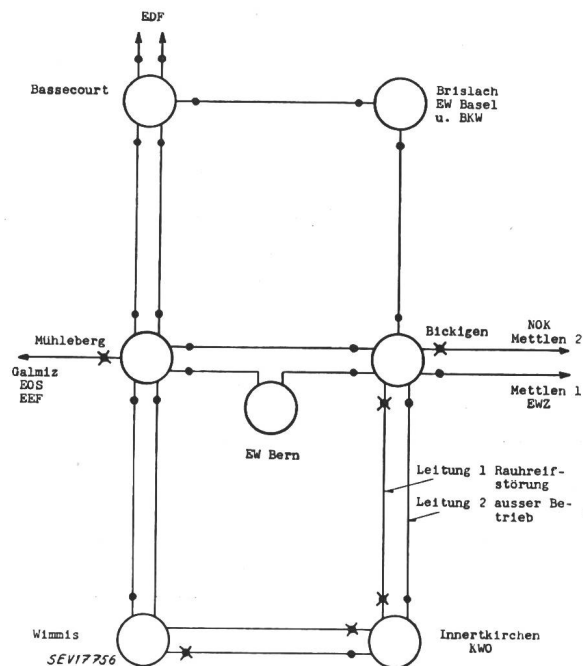 EDF
Bassecourt
Brislach
EW Basel
u. BKW
Mühleberg
Galmiz
EOS
EEF
Bickigen
NOK
Mettlen 2
Mettlen 1
EWZ
EW Bern
Leitung 1 Rauhreif-
störung
Leitung 2 ausser Be-
trieb
Wimmis
Innertkirchen
KWO
SEV17756